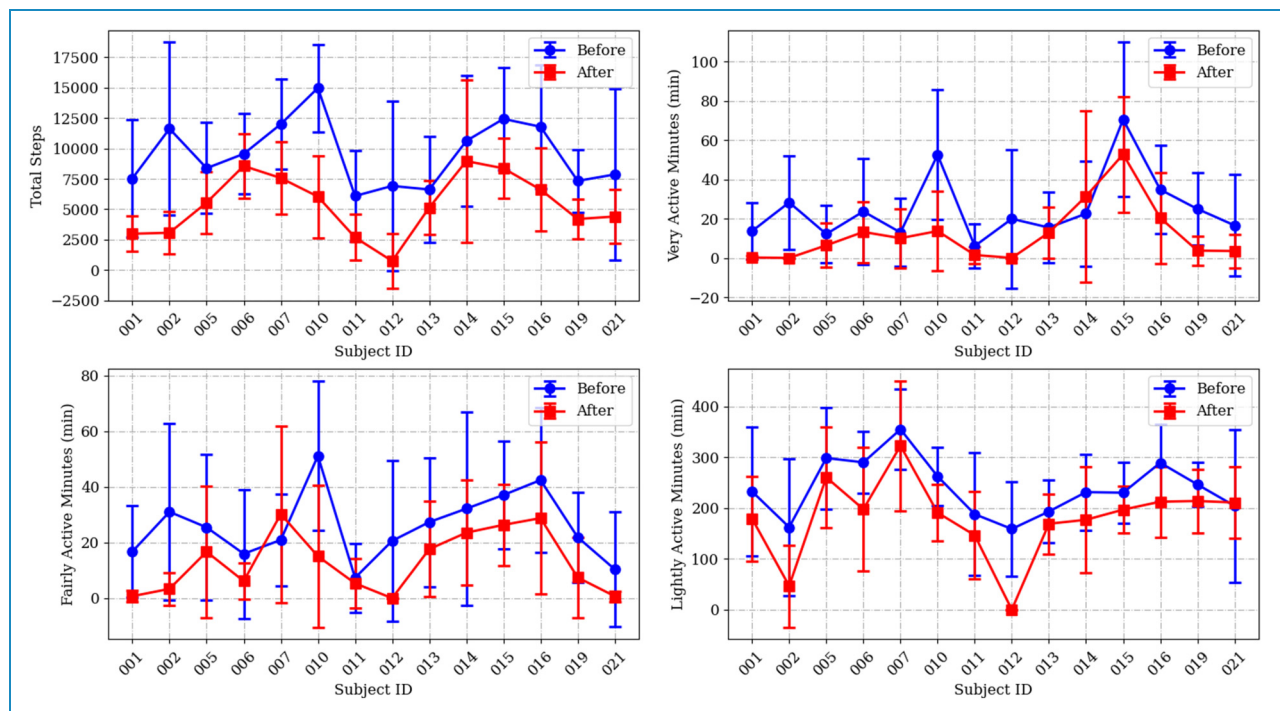 Total Steps
17500
15000
12500
10000
7500
5000
2500
0
−2500
Before
After
001 002 005 006 007 010 011 012 013 014 015 016 019 021
Subject ID
Very Active Minutes (min)
100
80
60
40
20
0
−20
Before
After
001 002 005 006 007 010 011 012 013 014 015 016 019 021
Subject ID
Fairly Active Minutes (min)
80
60
40
20
0
Before
After
001 002 005 006 007 010 011 012 013 014 015 016 019 021
Subject ID
Lightly Active Minutes (min)
400
300
200
100
0
Before
After
001 002 005 006 007 010 011 012 013 014 015 016 019 021
Subject ID